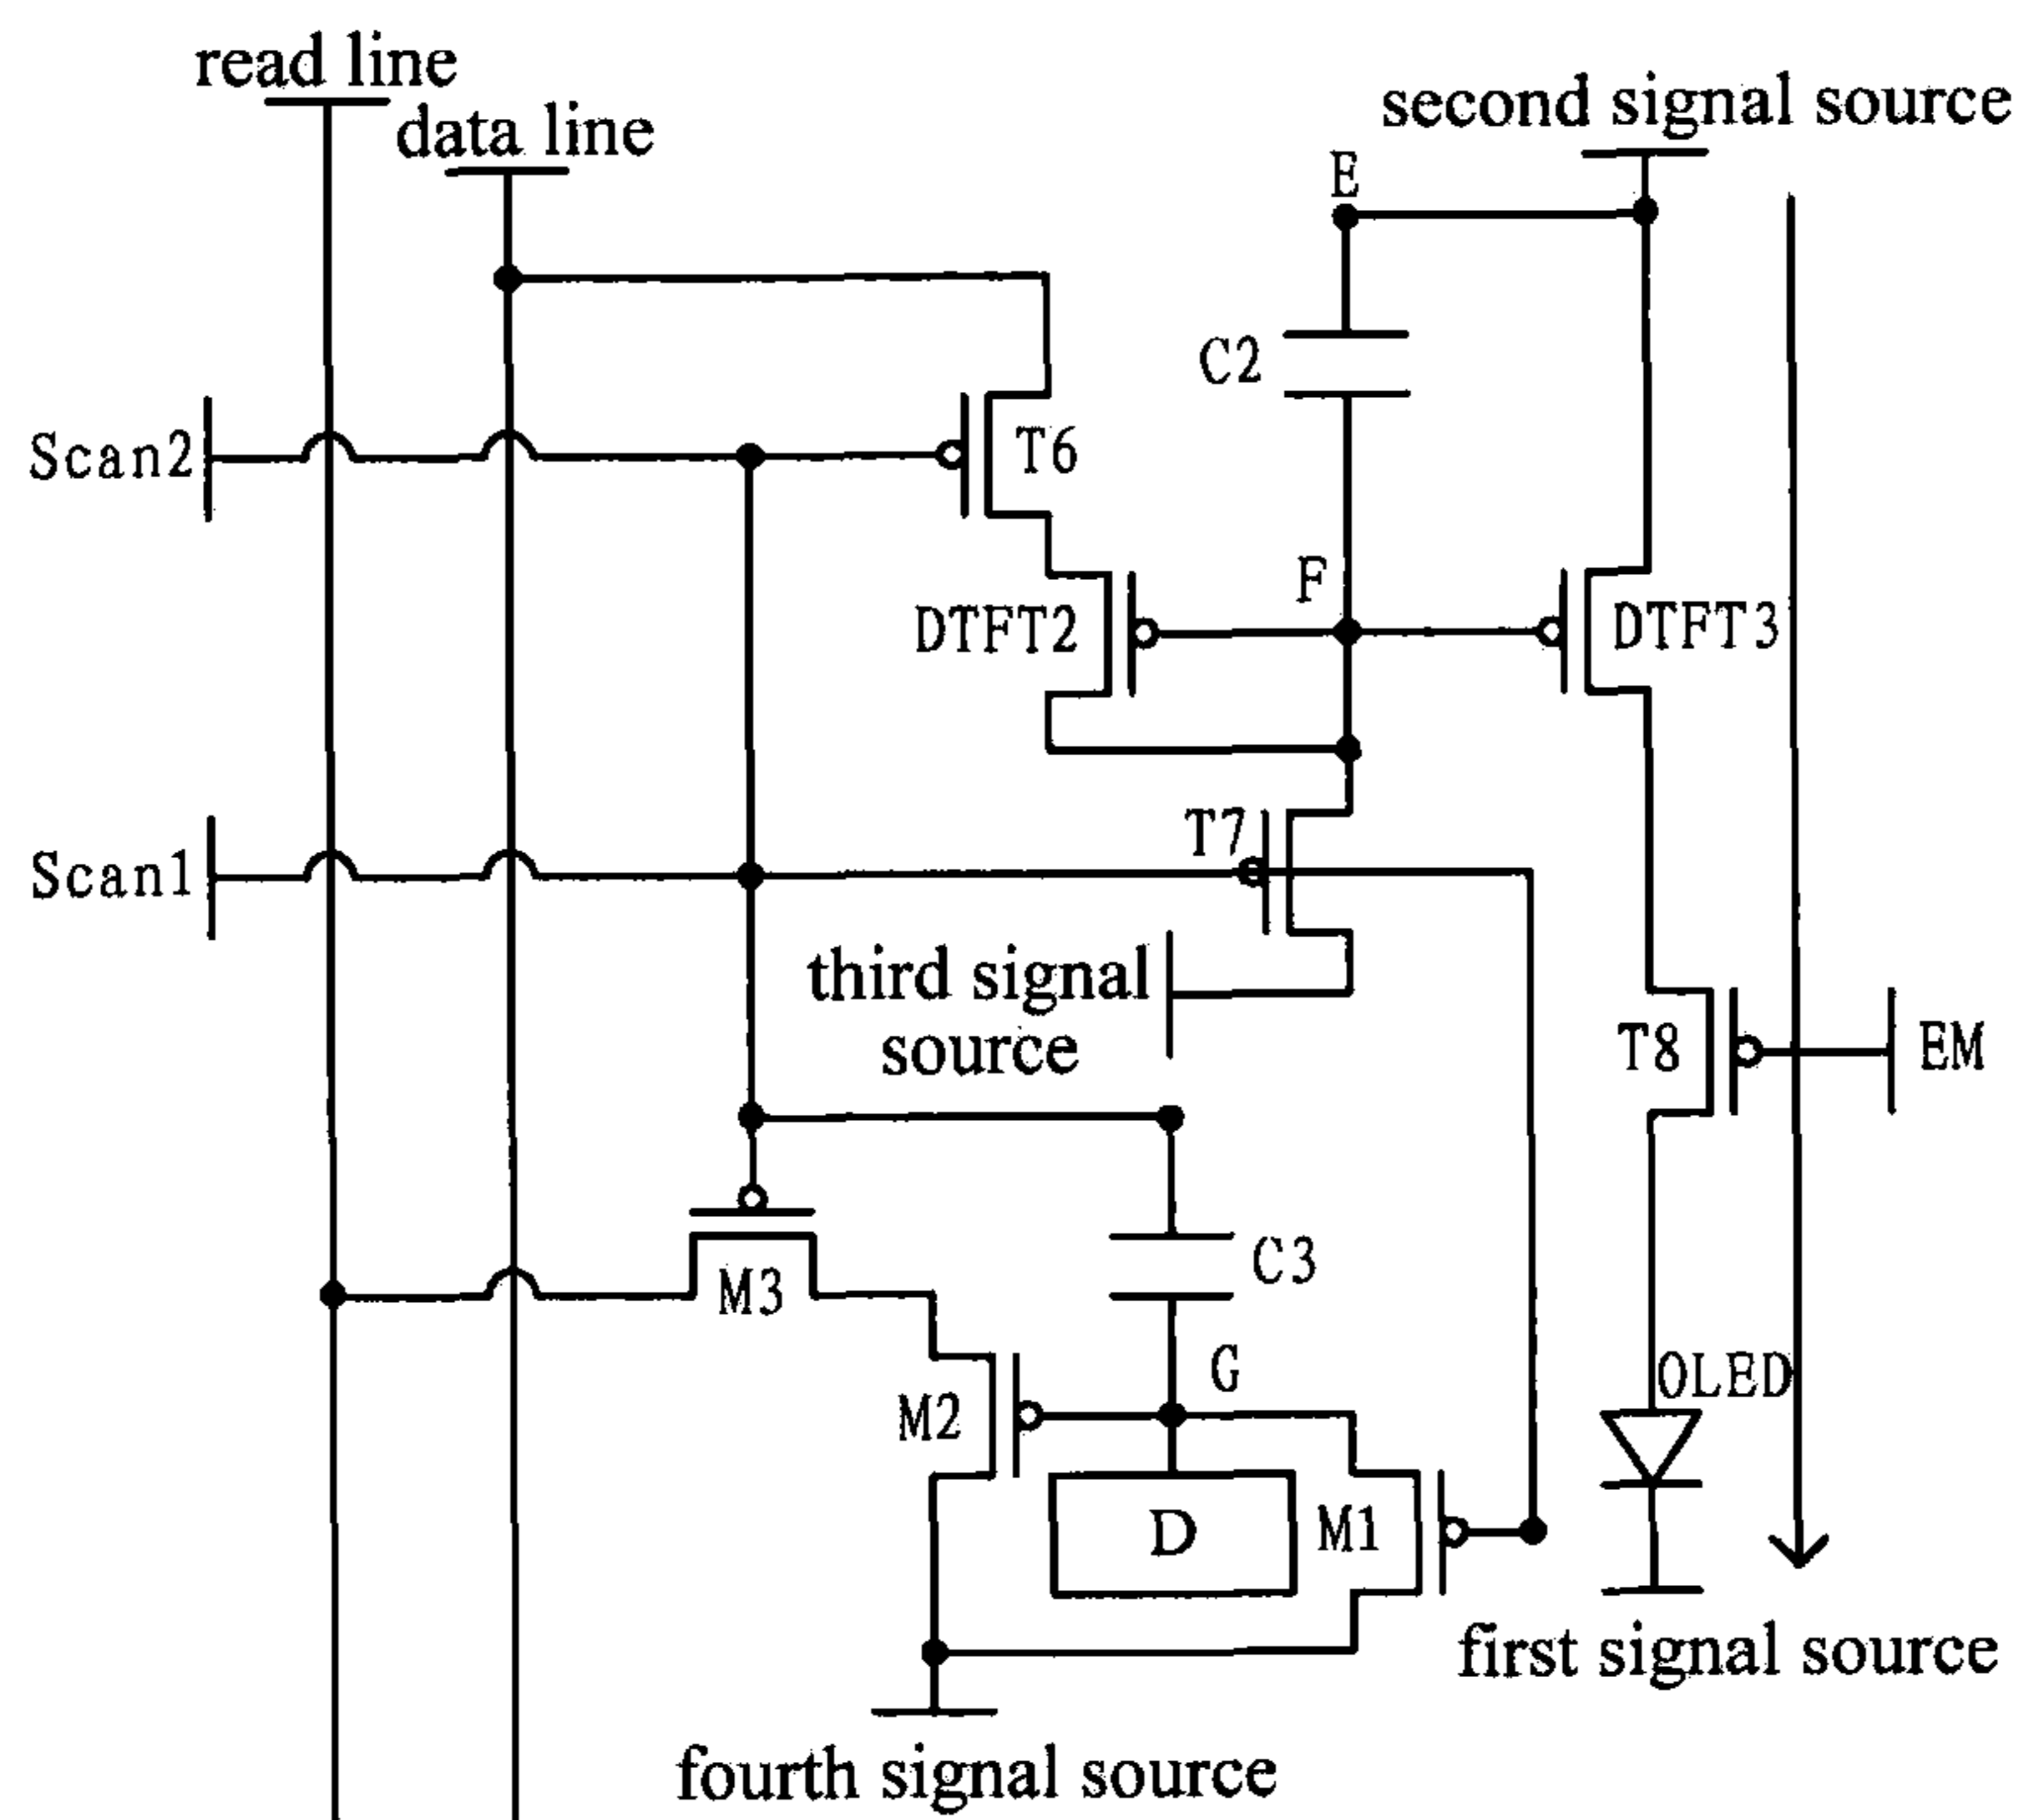 read line
data line
second signal source
E
C2
Scan2
T6
F
DTFT2
DTFT3
T7
Scan1
third signal
source
T8
EM
C3
M3
G
OLED
M2
D
M1
first signal source
fourth signal source